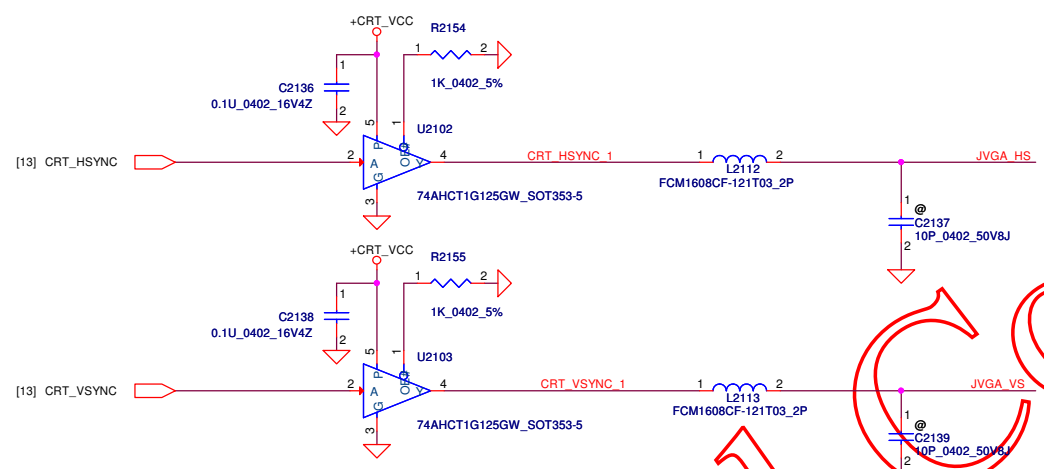 +CRT_VCC
R2154
1 2
1K_0402_5%
1
C2136
0.1U_0402_16V4Z
2
5
1
U2102
P
OE#
[13] CRT_HSYNC
2 A Y 4
G
3
74AHCT1G125GW_SOT353-5
CRT_HSYNC_1
1 2
L2112
FCM1608CF-121T03_2P
JVGA_HS
1
@
C2137
10P_0402_50V8J
2
+CRT_VCC
R2155
1 2
1K_0402_5%
1
C2138
0.1U_0402_16V4Z
2
5
1
U2103
P
OE#
[13] CRT_VSYNC
2 A Y 4
G
3
74AHCT1G125GW_SOT353-5
CRT_VSYNC_1
1 2
L2113
FCM1608CF-121T03_2P
JVGA_VS
1
@
C2139
10P_0402_50V8J
2